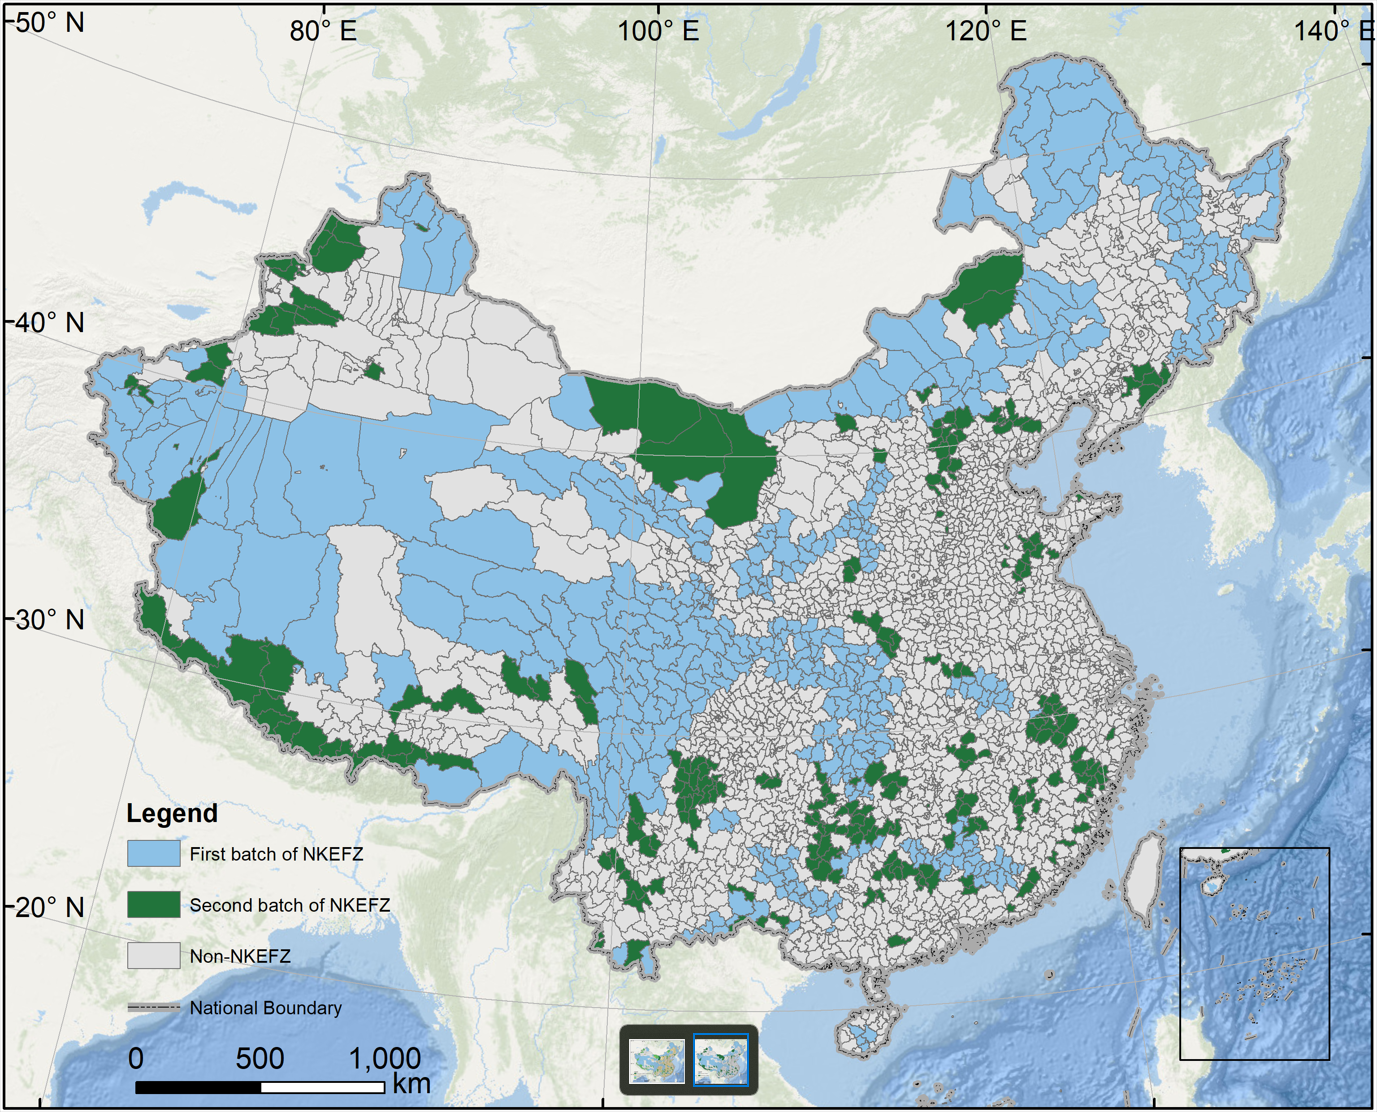 50° N
80° E
100° E
120° E
140° E
40° N
30° N
20° N
Legend
First batch of NKEFZ
Second batch of NKEFZ
Non-NKEFZ
National Boundary
0 500 1,000
km